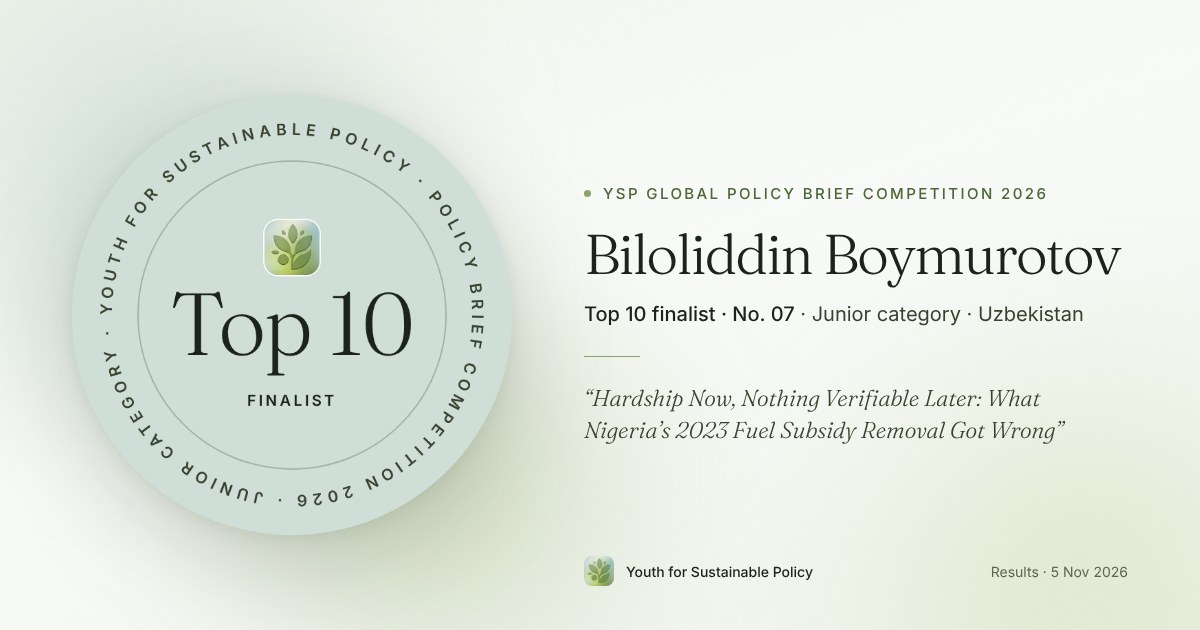 YOUTH FOR SUSTAINABLE POLICY · POLICY BRIEF COMPETITION 2026 · JUNIOR CATEGORY ·
Top 10
FINALIST
YSP GLOBAL POLICY BRIEF COMPETITION 2026
Biloliddin Boymurotov
Top 10 finalist · No. 07 · Junior category · Uzbekistan
“Hardship Now, Nothing Verifiable Later: What
Nigeria’s 2023 Fuel Subsidy Removal Got Wrong”
Youth for Sustainable Policy
Results · 5 Nov 2026